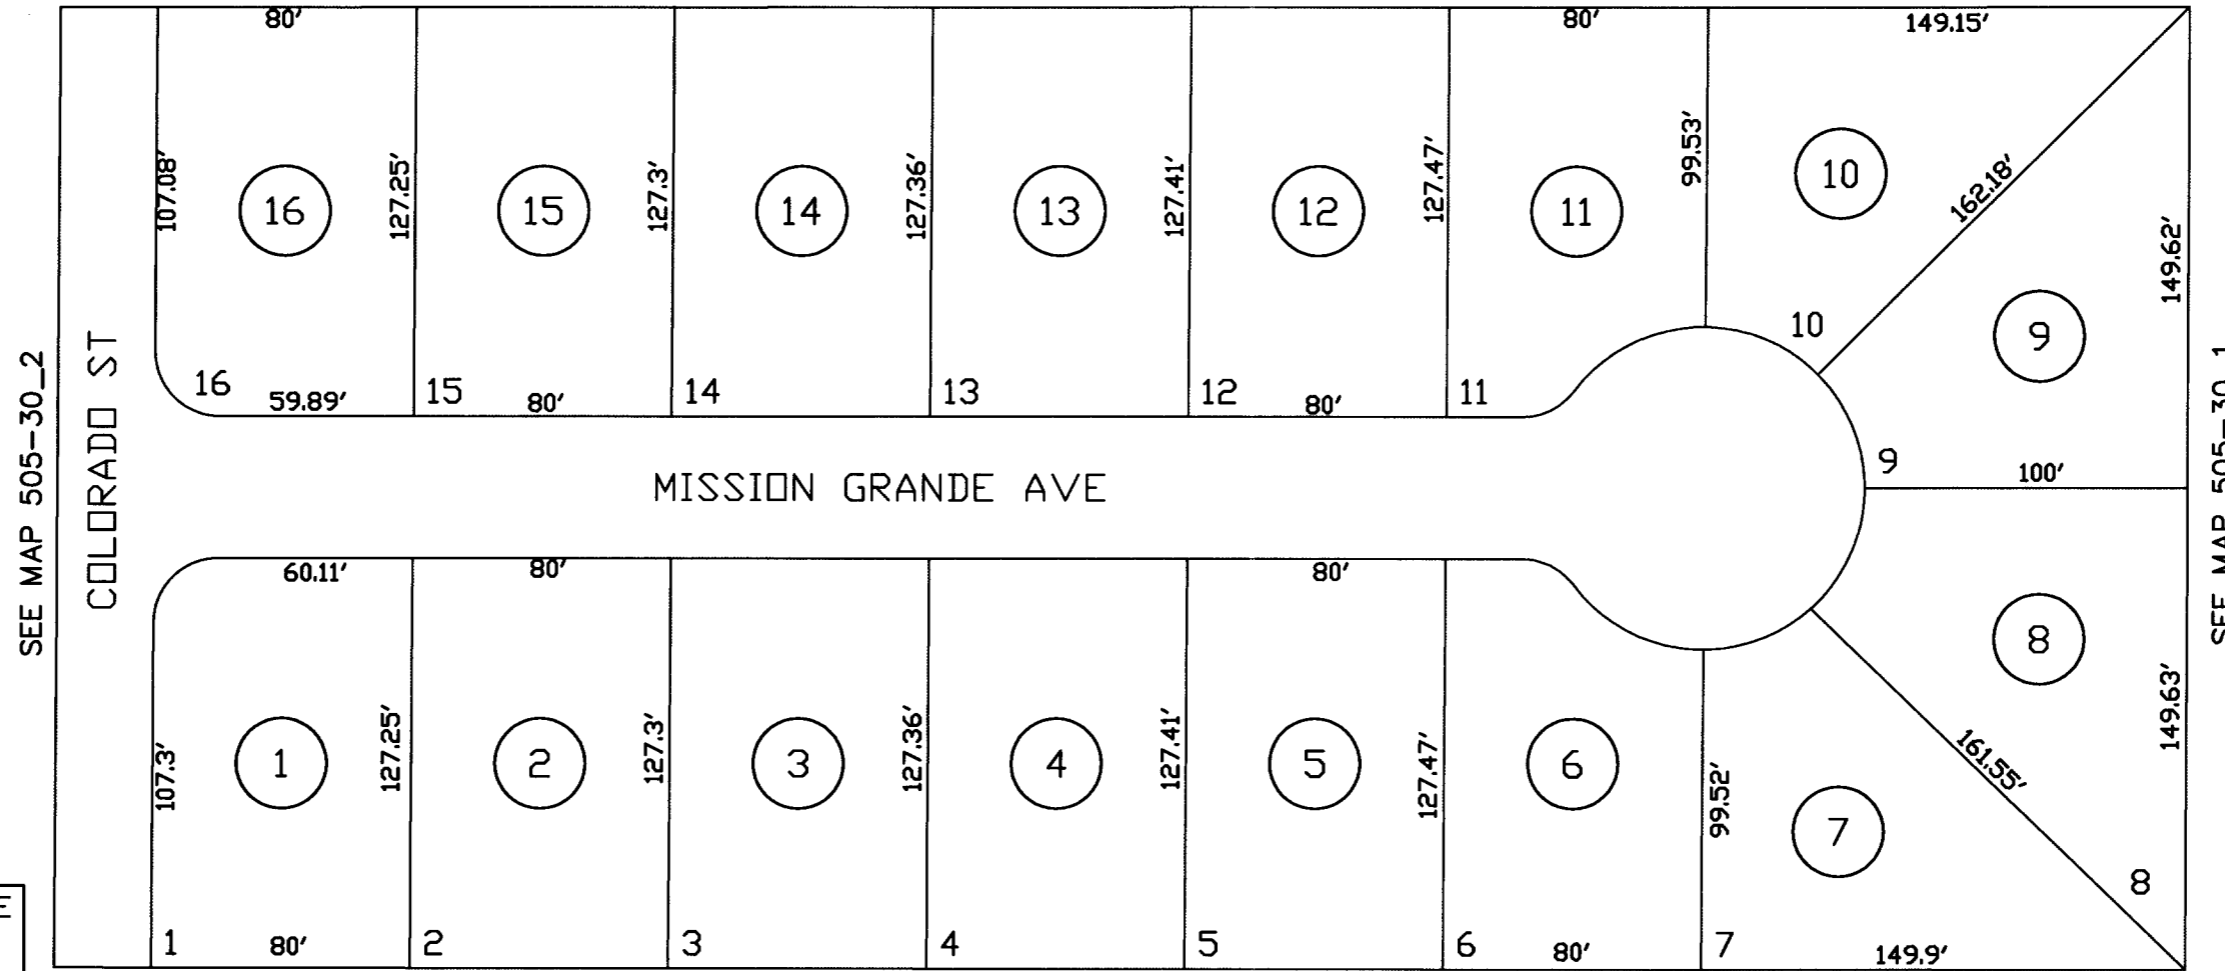 80' 80' 149.15'
107.08' 127.25' 127.3' 127.36' 127.41' 127.47' 99.53' 162.18' 149.62'
16 15 14 13 12 11 10 9
16 59.89' 15 80' 14 13 12 80' 11 10
9 100'
SEE MAP 505-30_2
COLORADO ST
MISSION GRANDE AVE
SEE MAP 505-30_1
60.11' 80' 80'
107.3' 127.25' 127.3' 127.36' 127.41' 127.47' 99.52' 161.55' 149.63'
1 2 3 4 5 6 7 8
8
1 80' 2 3 4 5 6 80' 7 149.9'